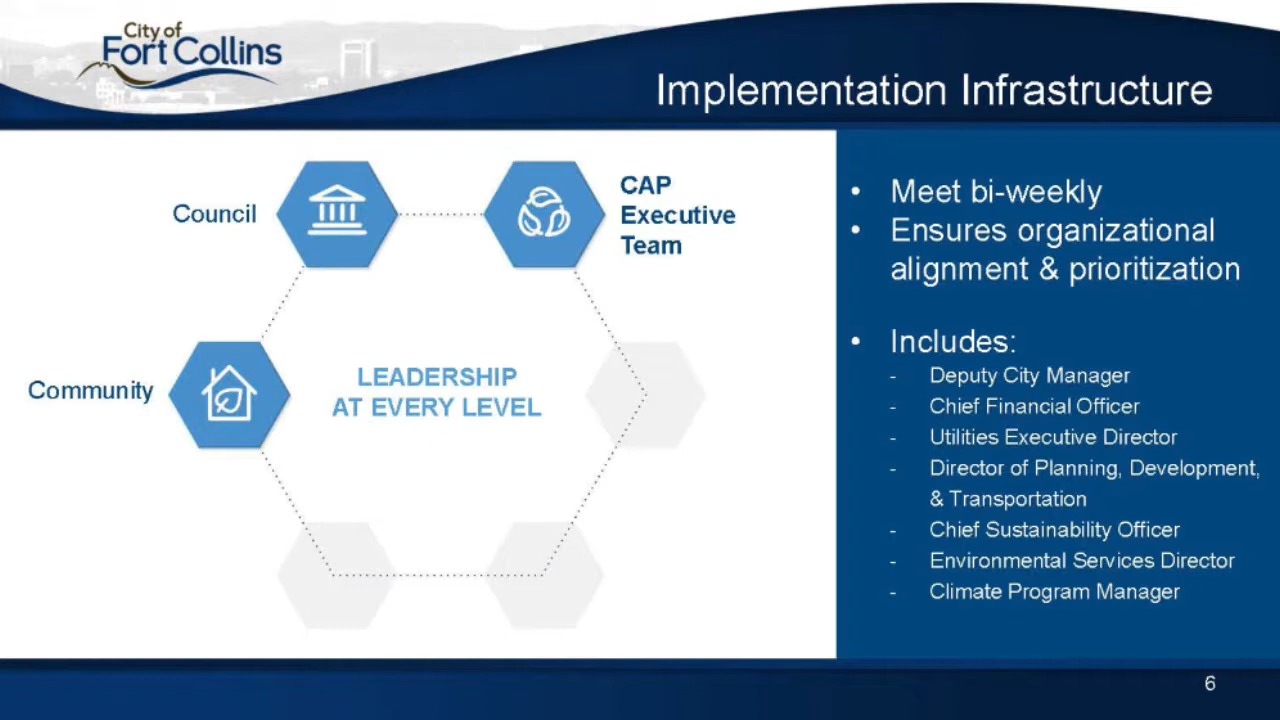 City of
Fort Collins
Implementation Infrastructure
Council
CAP
Executive
Team
Community
LEADERSHIP
AT EVERY LEVEL
• Meet bi-weekly
• Ensures organizational
alignment & prioritization
• Includes:
- Deputy City Manager
- Chief Financial Officer
- Utilities Executive Director
- Director of Planning, Development,
& Transportation
- Chief Sustainability Officer
- Environmental Services Director
- Climate Program Manager
6